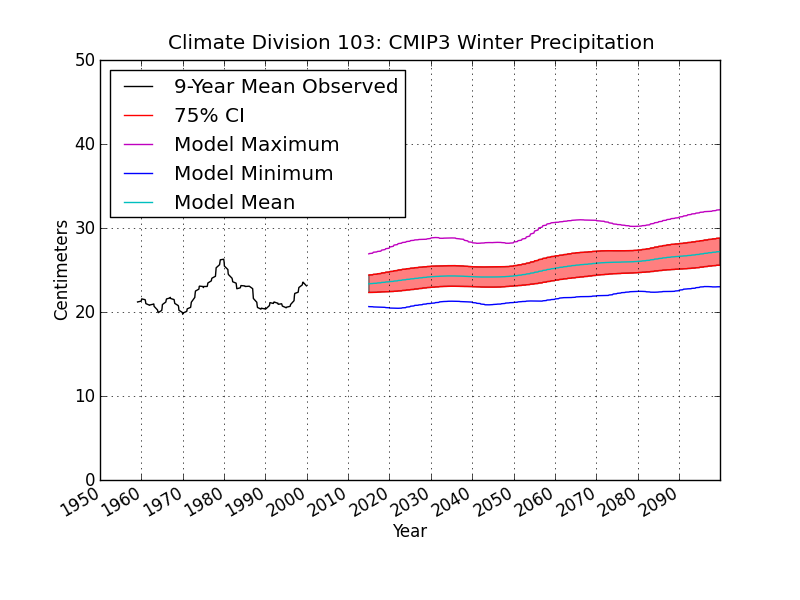 Climate Division 103: CMIP3 Winter Precipitation
50
40
30
20
10
0
9-Year Mean Observed
75% CI
Model Maximum
Model Minimum
Model Mean
Centimeters
1950
1960
1970
1980
1990
2000
2010
2020
2030
2040
2050
2060
2070
2080
2090
Year